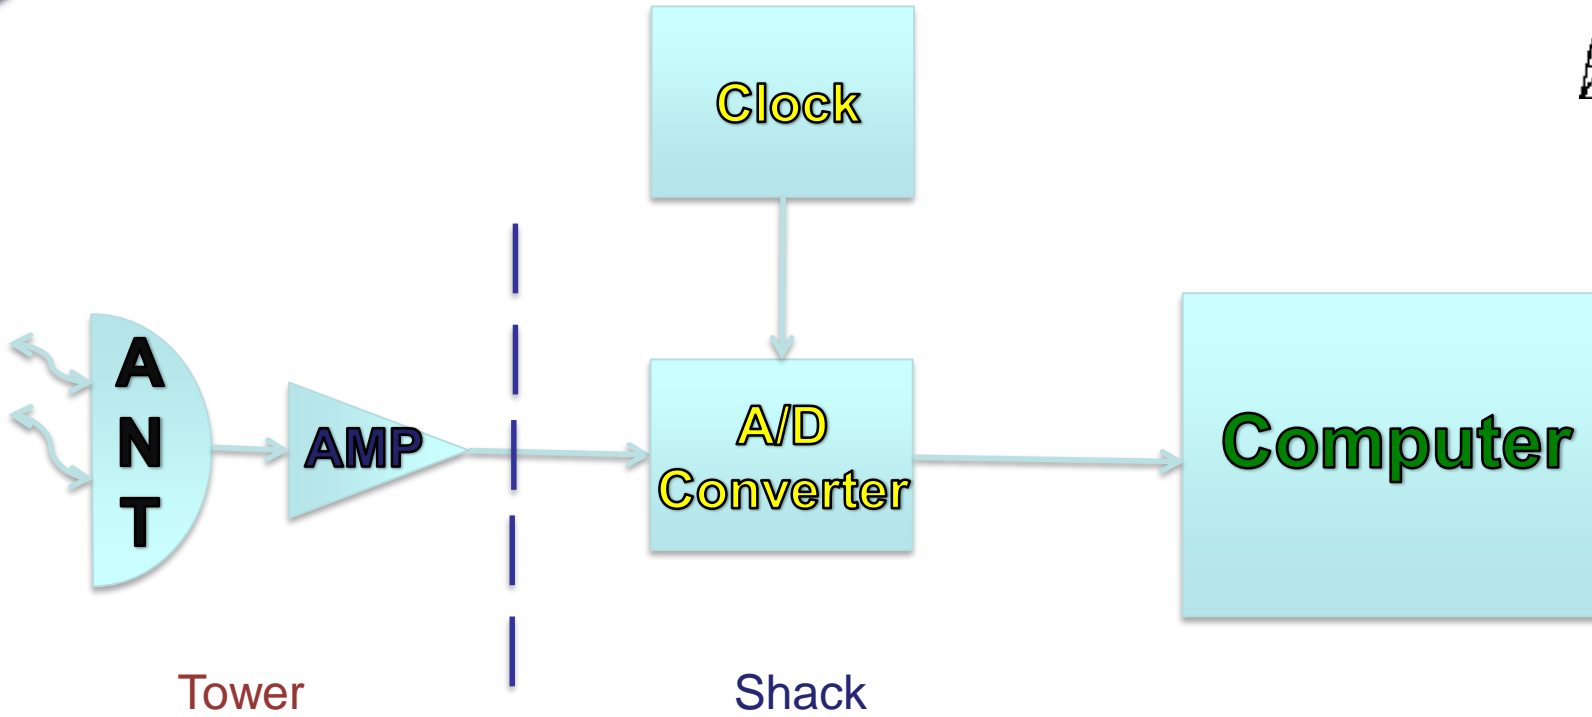 Clock
A
N
T
AMP
A/D
Converter
Computer
Tower
Shack